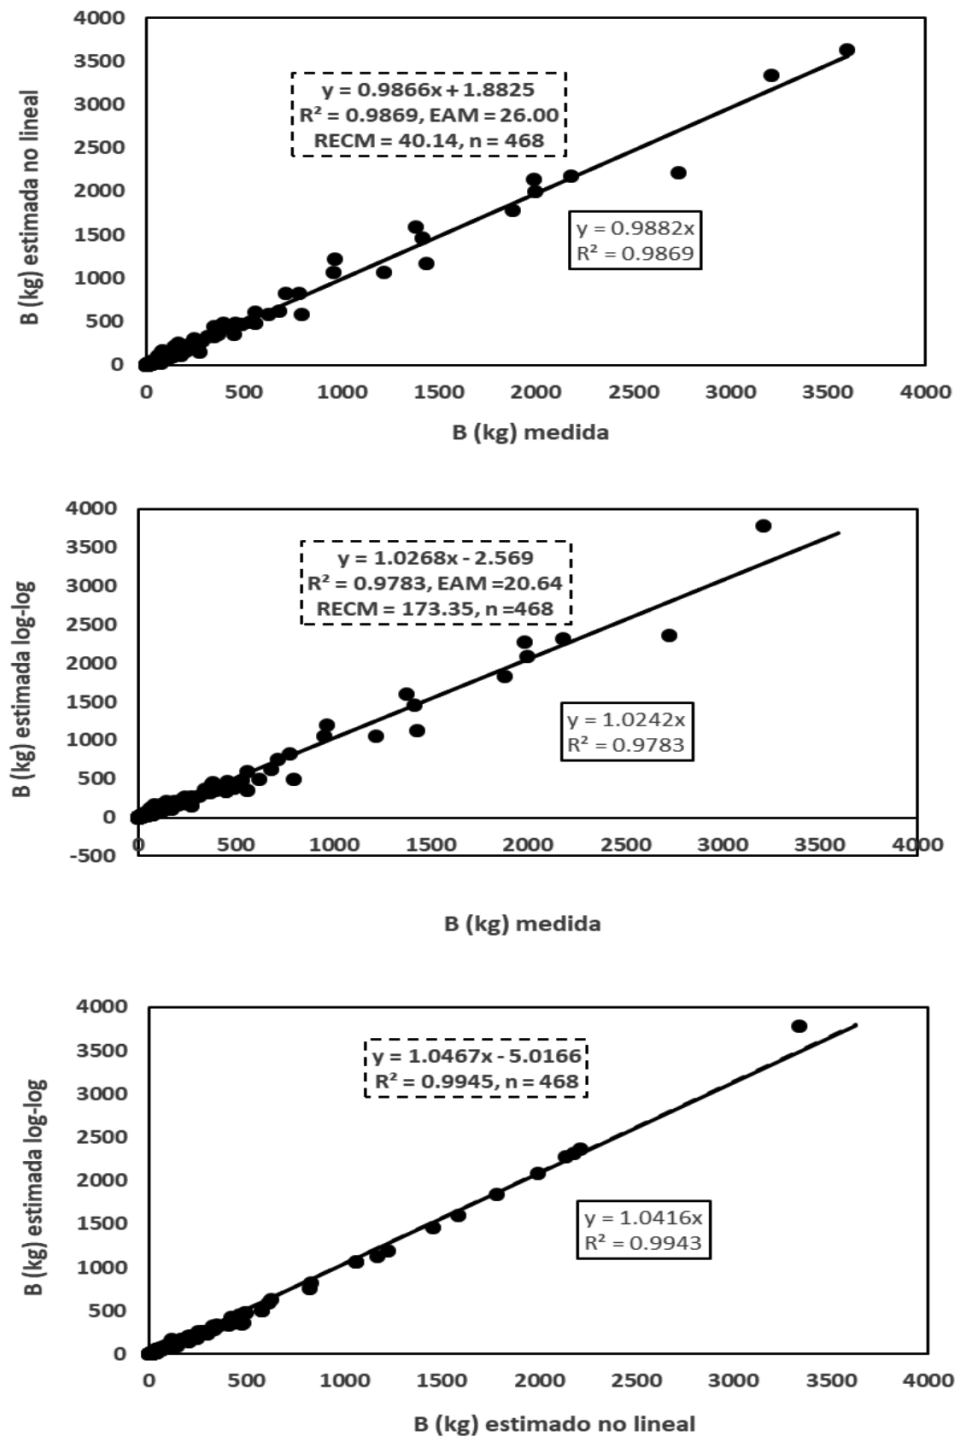 4000
3500
3000
2500
2000
1500
1000
500
0
B (kg) estimada no lineal
y = 0.9866x + 1.8825
R² = 0.9869, EAM = 26.00
RECM = 40.14, n = 468
y = 0.9882x
R² = 0.9869
0 500 1000 1500 2000 2500 3000 3500 4000
B (kg) medida
4000
3500
3000
2500
2000
1500
1000
500
0
-500
B (kg) estimada log-log
y = 1.0268x - 2.569
R² = 0.9783, EAM =20.64
RECM = 173.35, n =468
y = 1.0242x
R² = 0.9783
0 500 1000 1500 2000 2500 3000 3500 4000
B (kg) medida
4000
3500
3000
2500
2000
1500
1000
500
0
B (kg) estimada log-log
y = 1.0467x - 5.0166
R² = 0.9945, n = 468
y = 1.0416x
R² = 0.9943
0 500 1000 1500 2000 2500 3000 3500 4000
B (kg) estimado no lineal